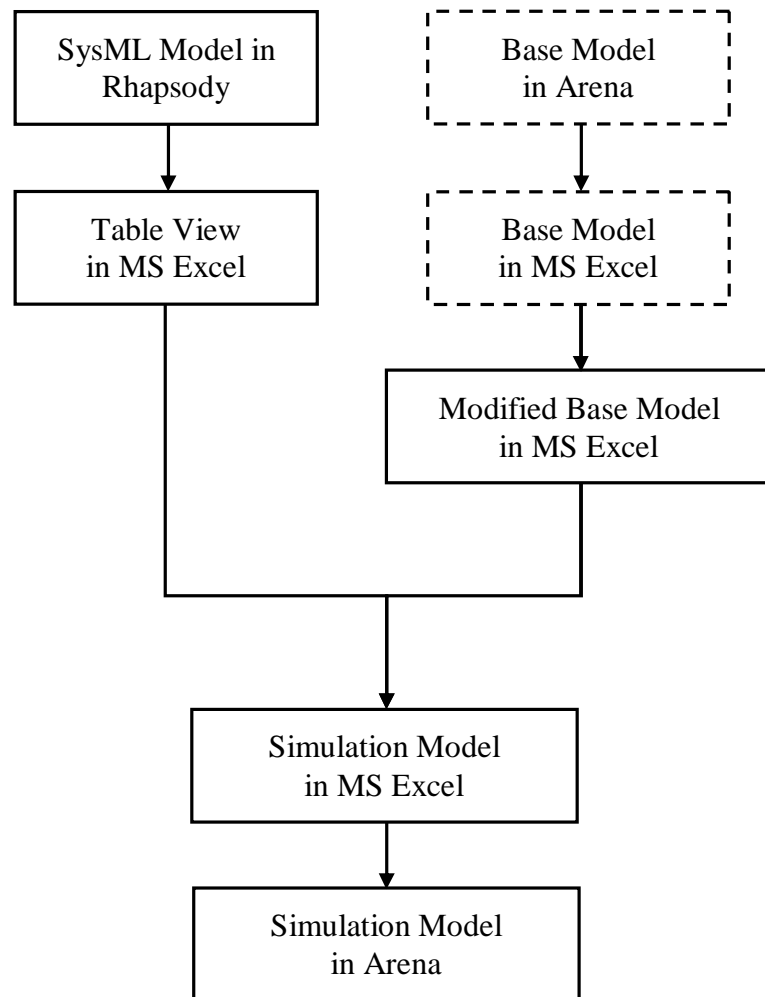 SysML Model in
Rhapsody
Base Model
in Arena
Table View
in MS Excel
Base Model
in MS Excel
Modified Base Model
in MS Excel
Simulation Model
in MS Excel
Simulation Model
in Arena